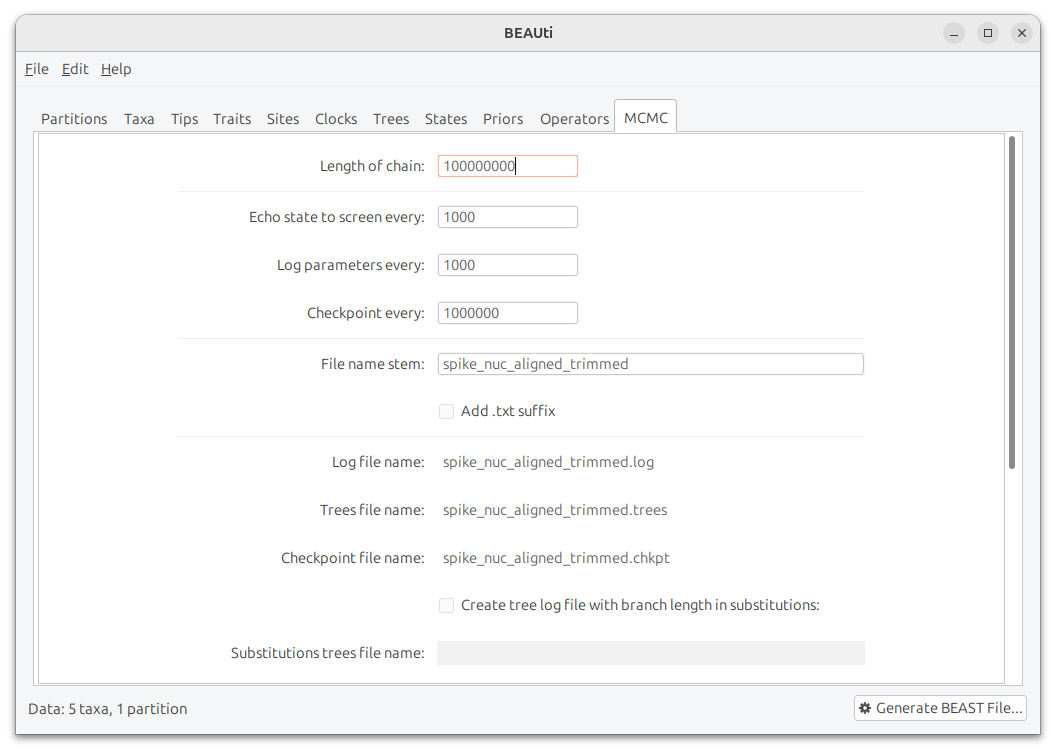 BEAUti
File Edit Help
Partitions Taxa Tips Traits Sites Clocks Trees States Priors Operators MCMC
Length of chain: 100000000
Echo state to screen every: 1000
Log parameters every: 1000
Checkpoint every: 1000000
File name stem: spike_nuc_aligned_trimmed
Add .txt suffix
Log file name: spike_nuc_aligned_trimmed.log
Trees file name: spike_nuc_aligned_trimmed.trees
Checkpoint file name: spike_nuc_aligned_trimmed.chkpt
Create tree log file with branch length in substitutions:
Substitutions trees file name:
Data: 5 taxa, 1 partition Generate BEAST File...